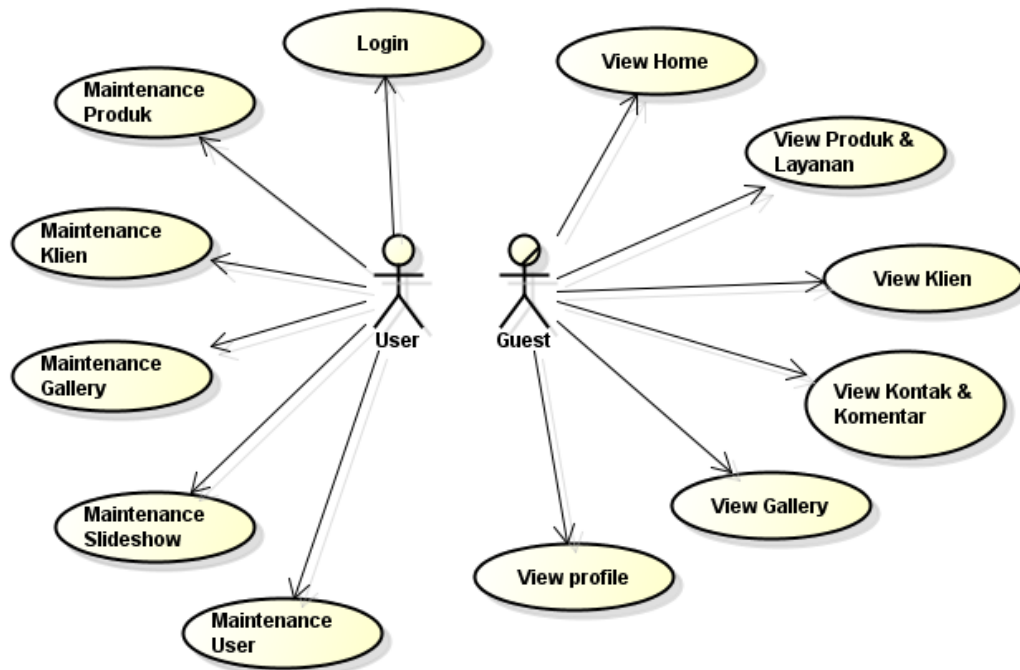 Login
View Home
Maintenance
Produk
View Produk &
Layanan
Maintenance
Klien
View Klien
User
Guest
Maintenance
Gallery
View Kontak &
Komentar
View Gallery
Maintenance
Slideshow
View profile
Maintenance
User